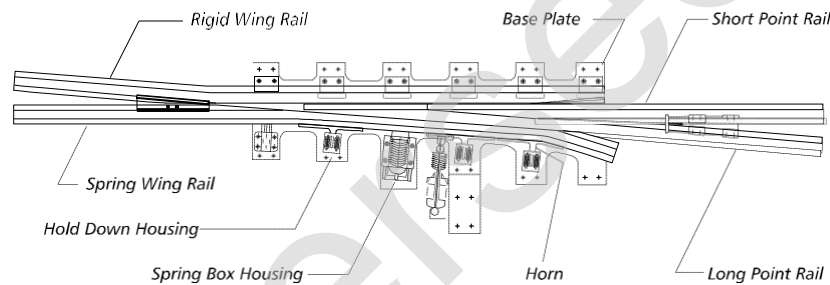 Rigid Wing Rail
Base Plate
Short Point Rail
Spring Wing Rail
Hold Down Housing
Spring Box Housing
Horn
Long Point Rail